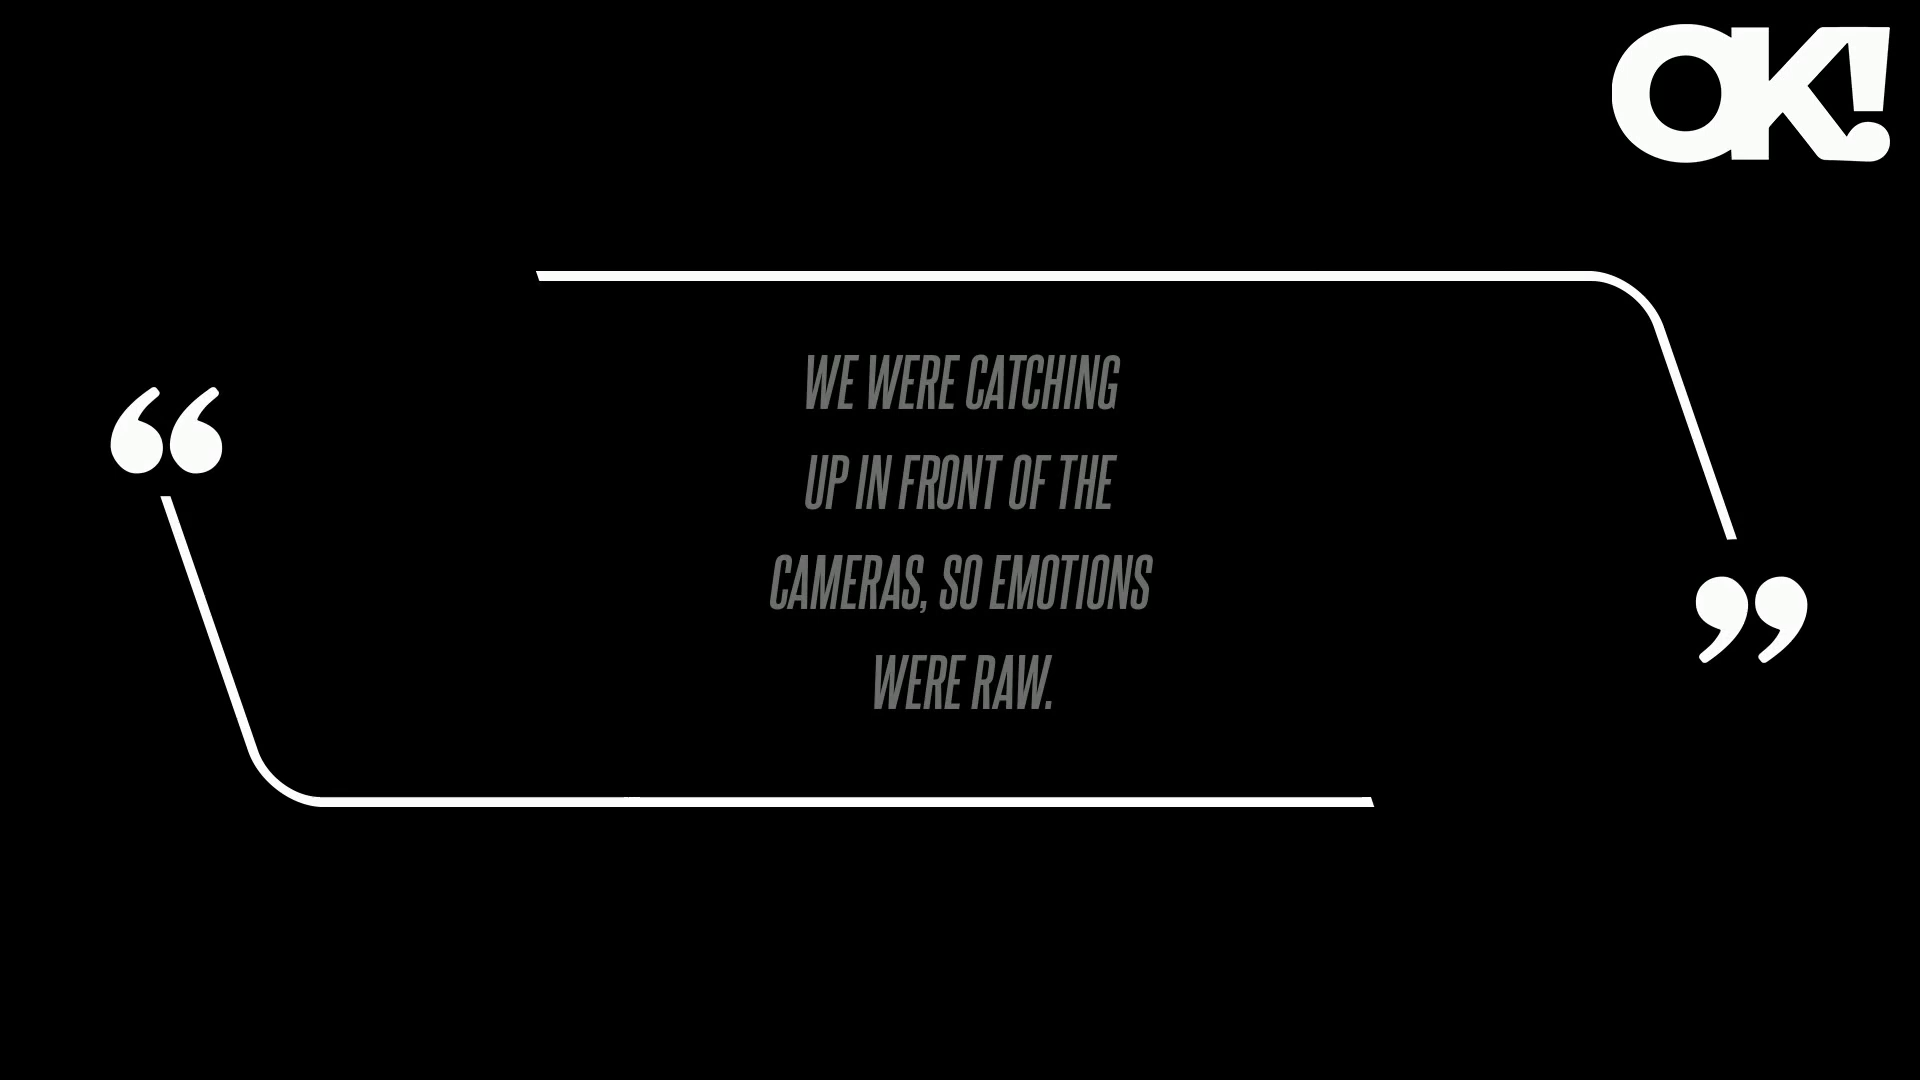 OK!
“
WE WERE CATCHING
UP IN FRONT OF THE
CAMERAS, SO EMOTIONS
WERE RAW.
”